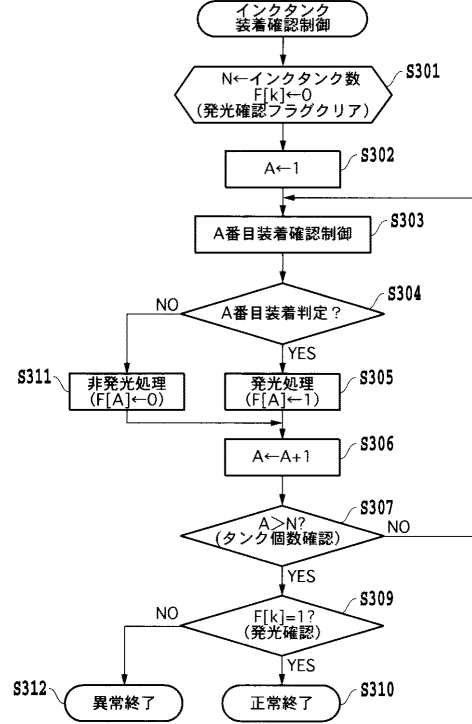 インクタンク
装着確認制御
N←インクタンク数
F[k]←0
(発光確認フラグクリア)
S301
A←1
S302
A番目装着確認制御
S303
A番目装着判定？
S304
NO
YES
S311
非発光処理
(F[A]←0)
発光処理
(F[A]←1)
S305
A←A+1
S306
A＞N?
(タンク個数確認)
S307
NO
YES
F[k]=1?
(発光確認)
S309
NO
YES
S312
異常終了
正常終了
S310